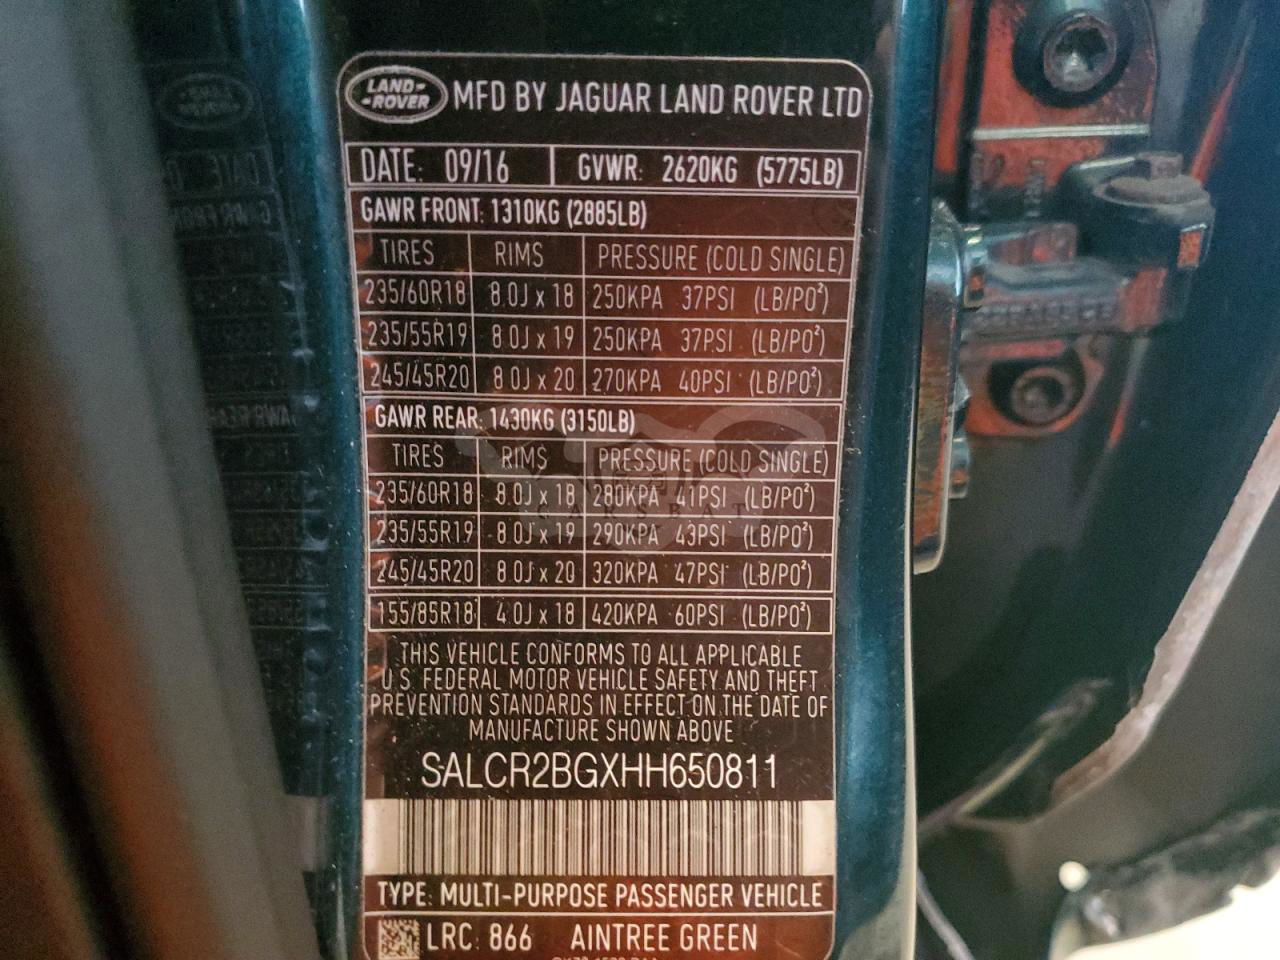 LAND-ROVER MFD BY JAGUAR LAND ROVER LTD
DATE: 09/16 GVWR: 2620KG (5775LB)
GAWR FRONT: 1310KG (2885LB)
TIRES RIMS PRESSURE (COLD SINGLE)
235/60R18 8.0J x 18 250KPA 37PSI (LB/PO²)
235/55R19 8.0J x 19 250KPA 37PSI (LB/PO²)
245/45R20 8.0J x 20 270KPA 40PSI (LB/PO²)
GAWR REAR: 1430KG (3150LB)
TIRES RIMS PRESSURE (COLD SINGLE)
235/60R18 8.0J x 18 280KPA 41PSI (LB/PO²)
235/55R19 8.0J x 19 290KPA 43PSI (LB/PO²)
245/45R20 8.0J x 20 320KPA 47PSI (LB/PO²)
155/85R18 4.0J x 18 420KPA 60PSI (LB/PO²)
THIS VEHICLE CONFORMS TO ALL APPLICABLE
U.S. FEDERAL MOTOR VEHICLE SAFETY AND THEFT
PREVENTION STANDARDS IN EFFECT ON THE DATE OF
MANUFACTURE SHOWN ABOVE
SALCR2BGXHH650811
TYPE: MULTI-PURPOSE PASSENGER VEHICLE
LRC: 866 AINTREE GREEN